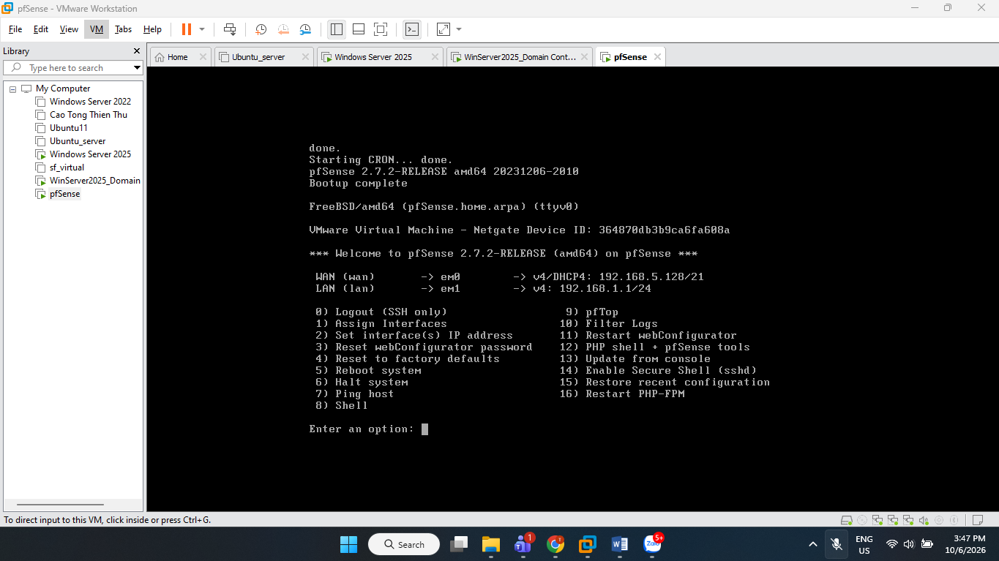 pfSense - VMware Workstation
File Edit View VM Tabs Help
Library
Type here to search
My Computer
Windows Server 2022
Cao Tong Thien Thu
Ubuntu11
Ubuntu_server
Windows Server 2025
sf_virtual
WinServer2025_Domain
pfSense
Home Ubuntu_server Windows Server 2025 WinServer2025_Domain Cont... pfSense
done.
Starting CRON... done.
pfSense 2.7.2-RELEASE amd64 20231206-2010
Bootup complete
FreeBSD/amd64 (pfSense.home.arpa) (ttyv0)
VMware Virtual Machine - Netgate Device ID: 364870db3b9ca6fa608a
*** Welcome to pfSense 2.7.2-RELEASE (amd64) on pfSense ***
WAN (wan) -> em0 -> v4/DHCP4: 192.168.5.128/21
LAN (lan) -> em1 -> v4: 192.168.1.1/24
0) Logout (SSH only) 9) pfTop
1) Assign Interfaces 10) Filter Logs
2) Set interface(s) IP address 11) Restart webConfigurator
3) Reset webConfigurator password 12) PHP shell + pfSense tools
4) Reset to factory defaults 13) Update from console
5) Reboot system 14) Enable Secure Shell (sshd)
6) Halt system 15) Restore recent configuration
7) Ping host 16) Restart PHP-FPM
8) Shell
Enter an option:
To direct input to this VM, click inside or press Ctrl+G.
Search
1
T
Zalo
5+
ENG
US
3:47 PM
10/6/2026